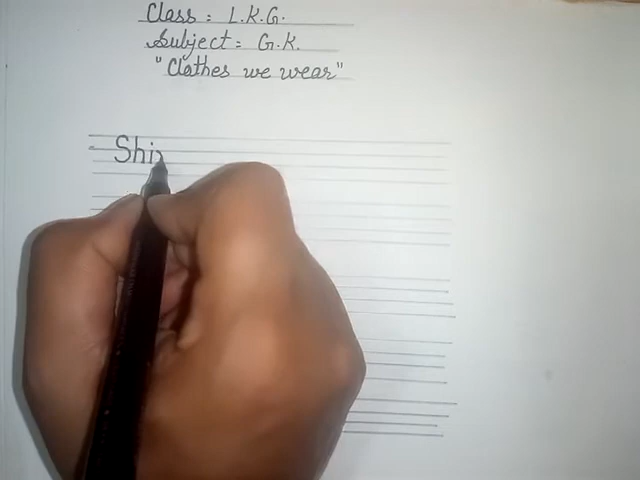 Class : L.K.G.
Subject : G.K.
"Clothes we wear"
Shi